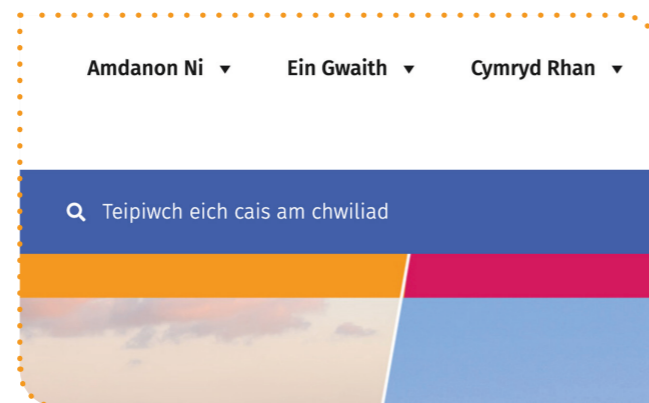 Amdanon Ni ▼ Ein Gwaith ▼ Cymryd Rhan ▼
Teipiwch eich cais am chwiliad